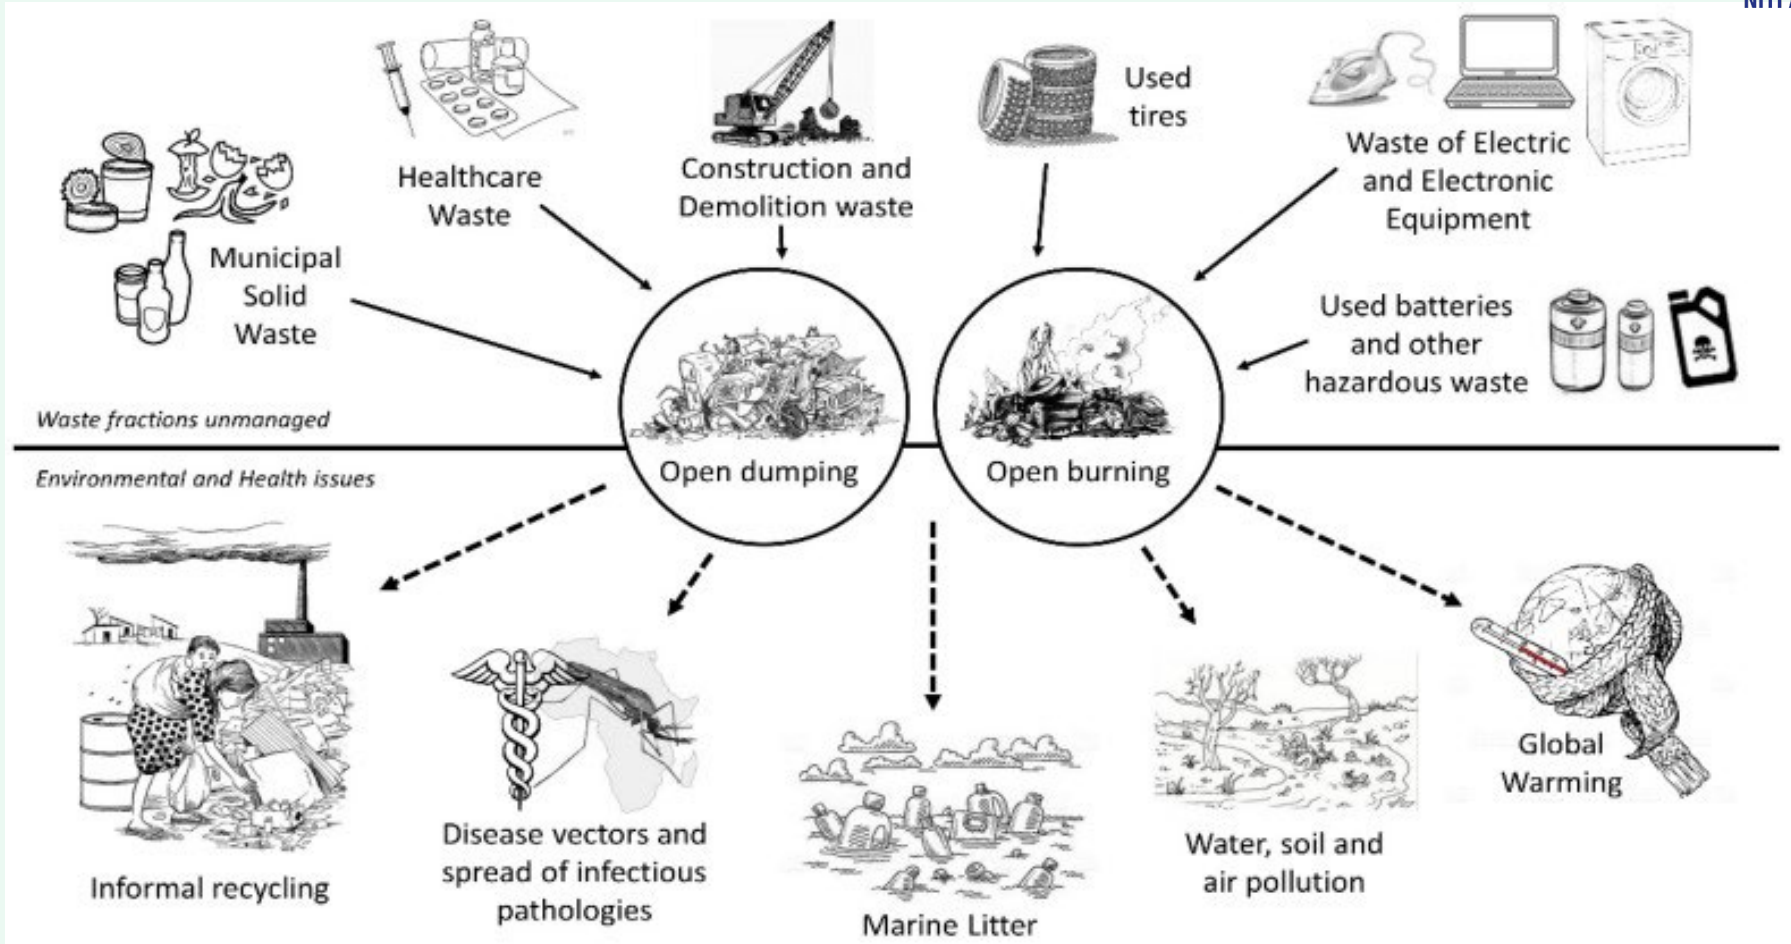 Healthcare
Waste
Construction and
Demolition waste
Used
tires
Waste of Electric
and Electronic
Equipment
Municipal
Solid
Waste
Used batteries
and other
hazardous waste
Waste fractions unmanaged
Open dumping
Open burning
Environmental and Health issues
Informal recycling
Disease vectors and
spread of infectious
pathologies
Marine Litter
Water, soil and
air pollution
Global
Warming